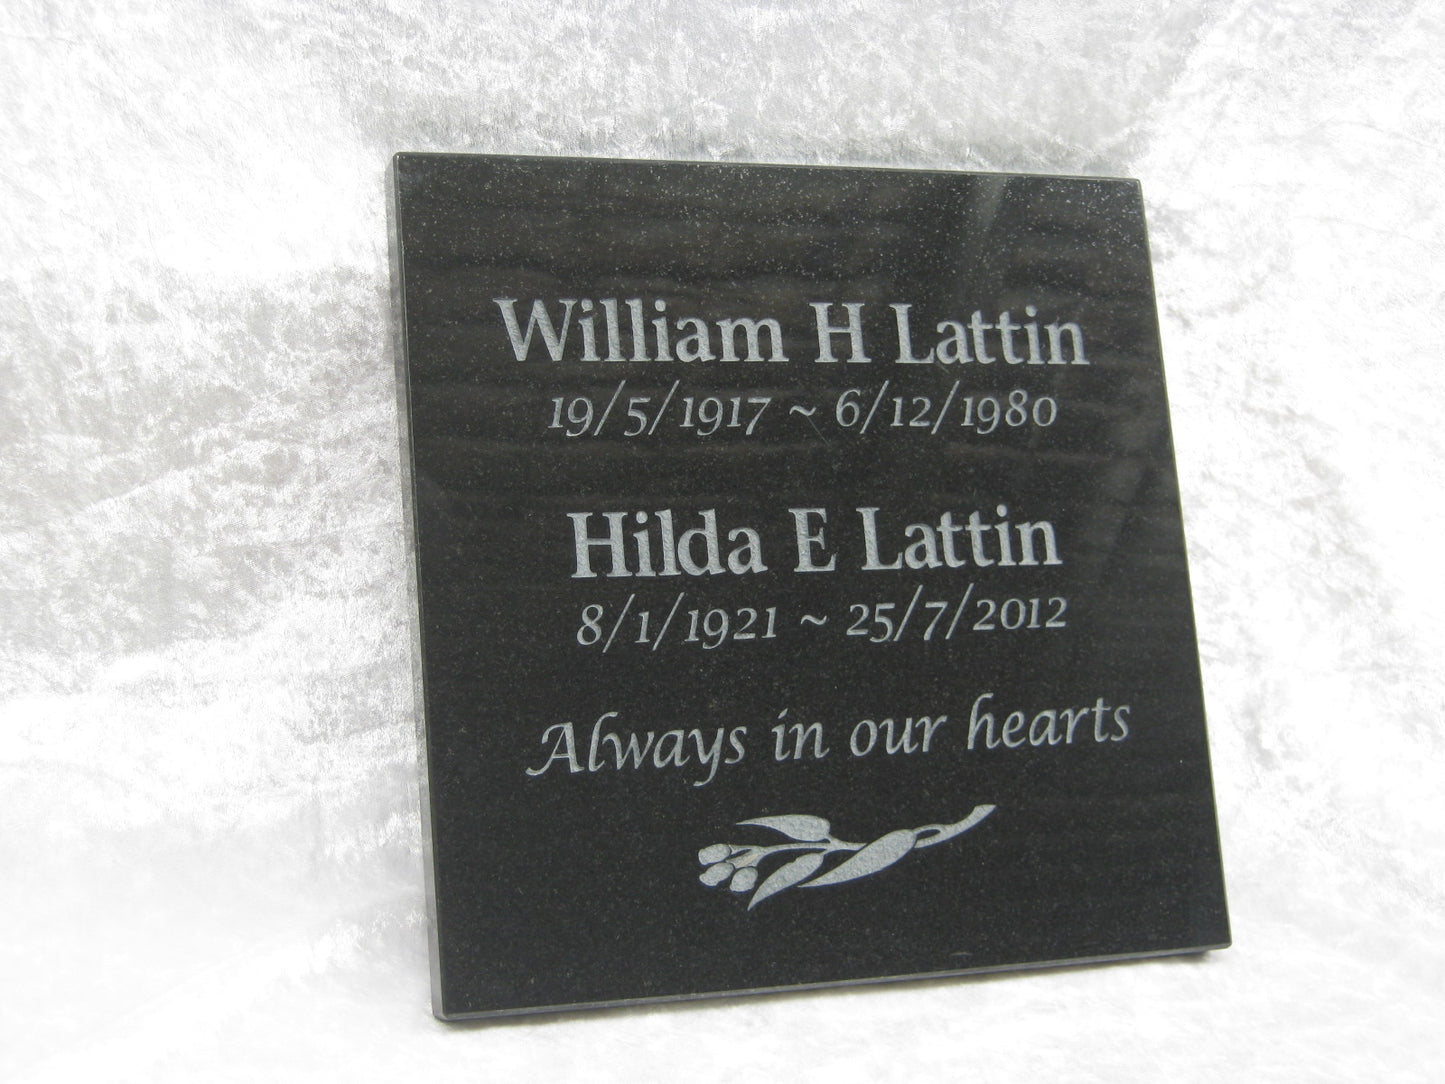 William H Lattin
19/5/1917 ~ 6/12/1980
Hilda E Lattin
8/1/1921 ~ 25/7/2012
Always in our hearts